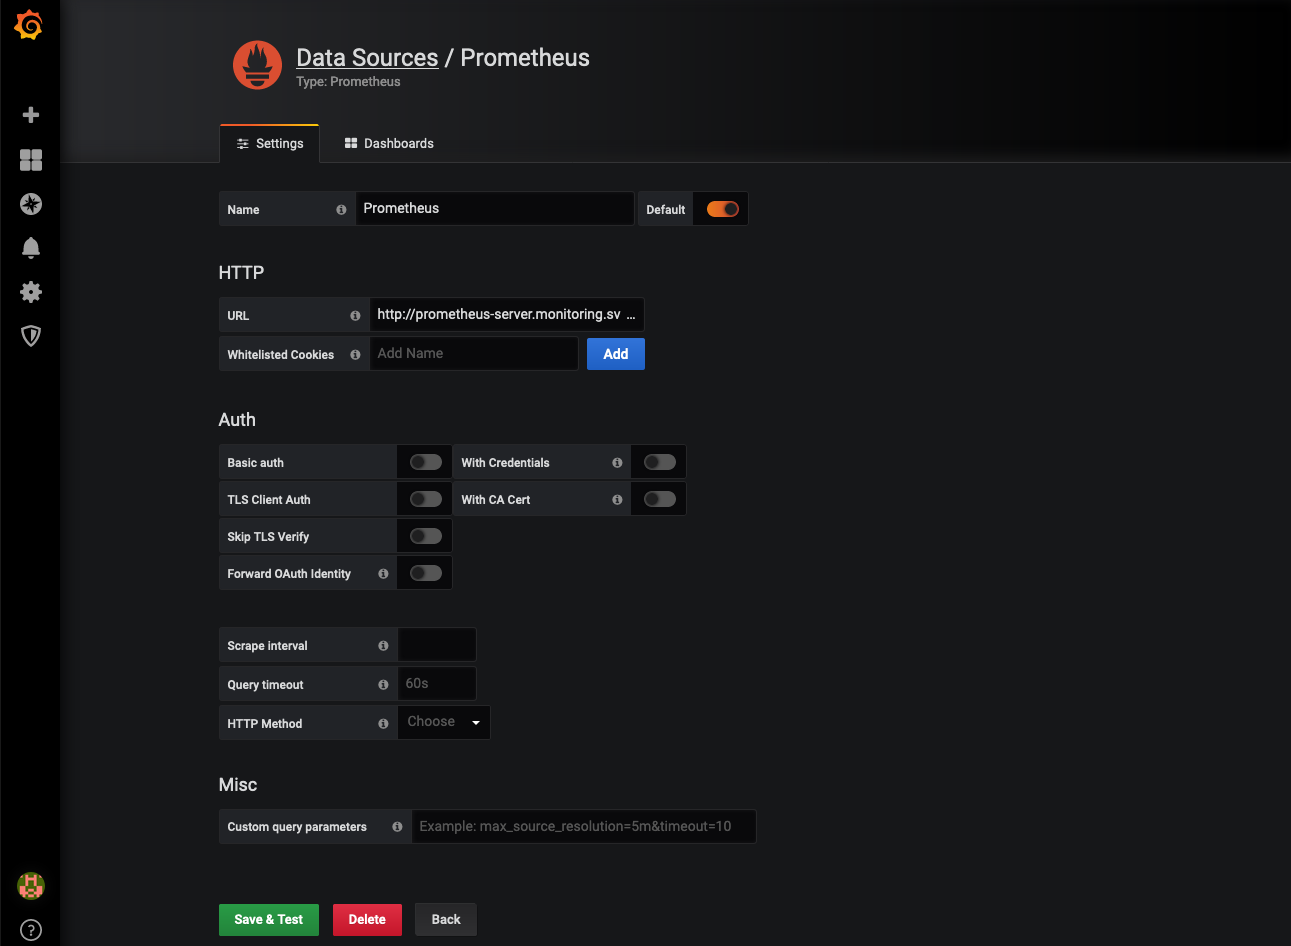 Data Sources / Prometheus
Type: Prometheus
Settings
Dashboards
Name
Prometheus
Default
HTTP
URL
http://prometheus-server.monitoring.sv ...
Whitelisted Cookies
Add Name
Add
Auth
Basic auth
With Credentials
TLS Client Auth
With CA Cert
Skip TLS Verify
Forward OAuth Identity
Scrape interval
Query timeout
60s
HTTP Method
Choose
Misc
Custom query parameters
Example: max_source_resolution=5m&timeout=10
Save & Test
Delete
Back